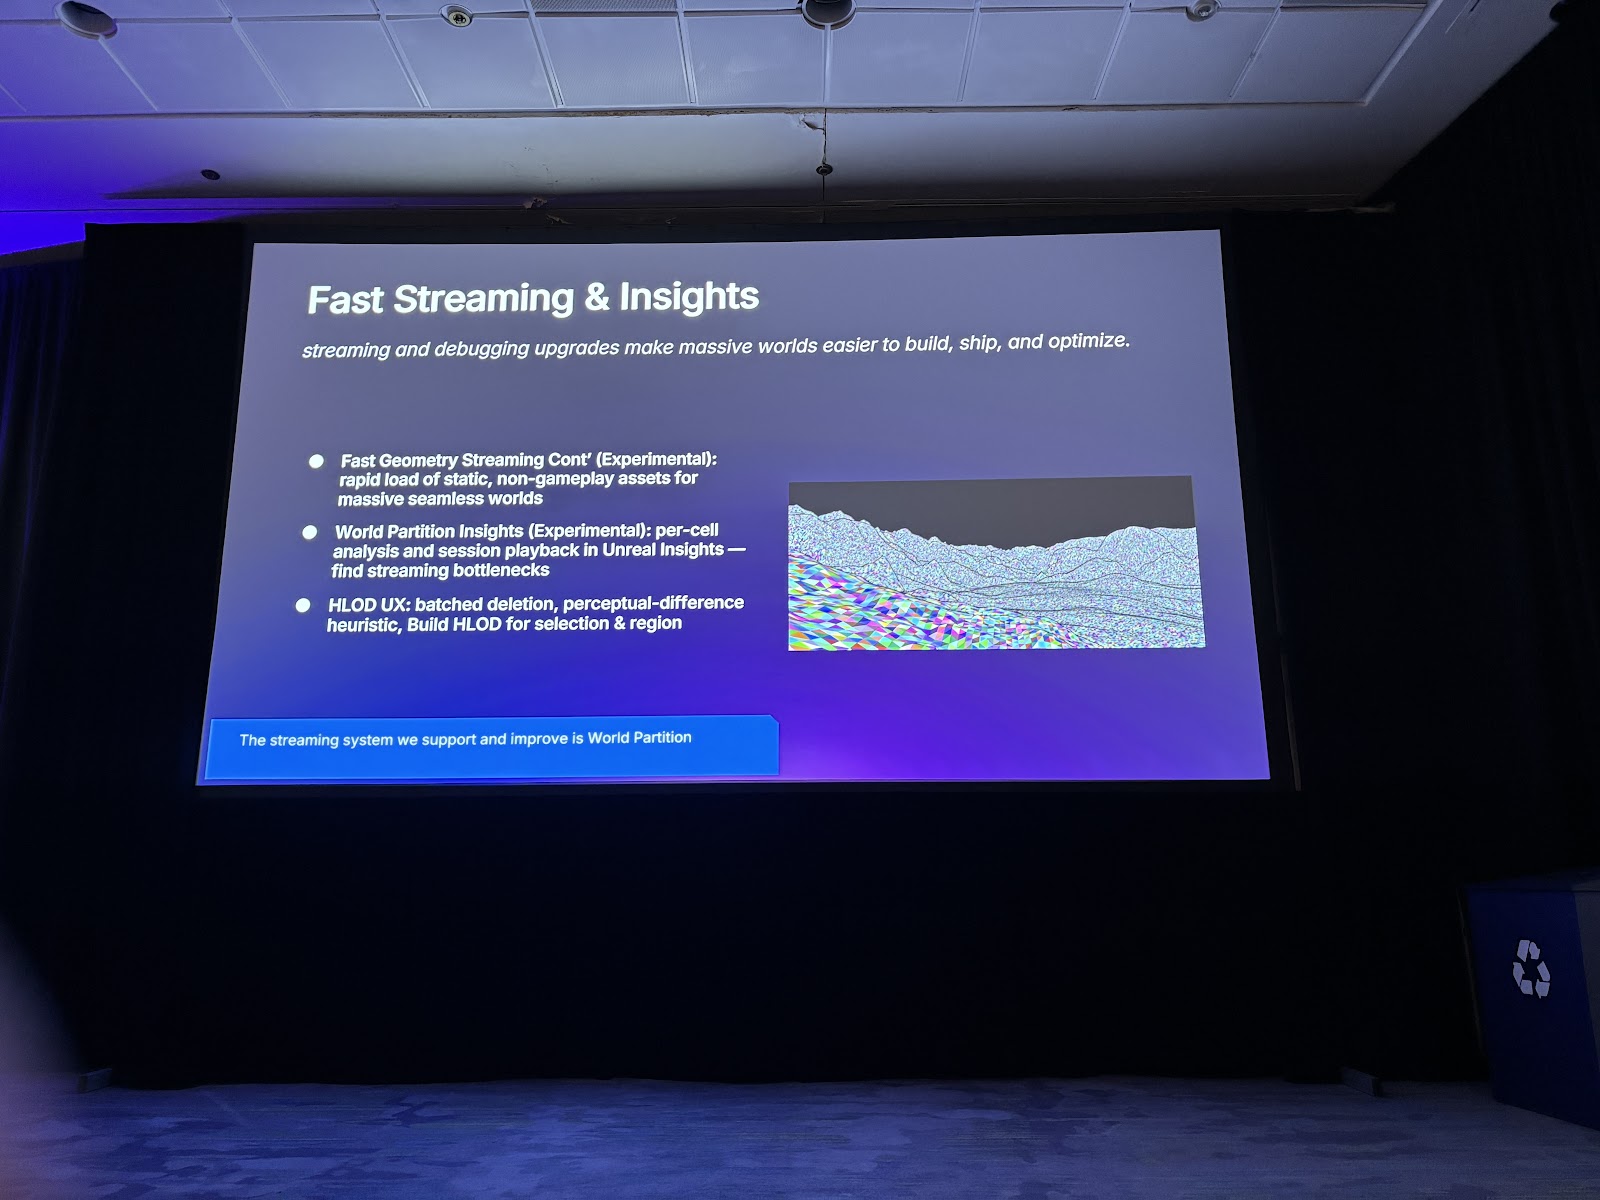 Fast Streaming & Insights
streaming and debugging upgrades make massive worlds easier to build, ship, and optimize.
Fast Geometry Streaming Cont’ (Experimental):
rapid load of static, non-gameplay assets for
massive seamless worlds
World Partition Insights (Experimental): per-cell
analysis and session playback in Unreal Insights —
find streaming bottlenecks
HLOD UX: batched deletion, perceptual-difference
heuristic, Build HLOD for selection & region
The streaming system we support and improve is World Partition